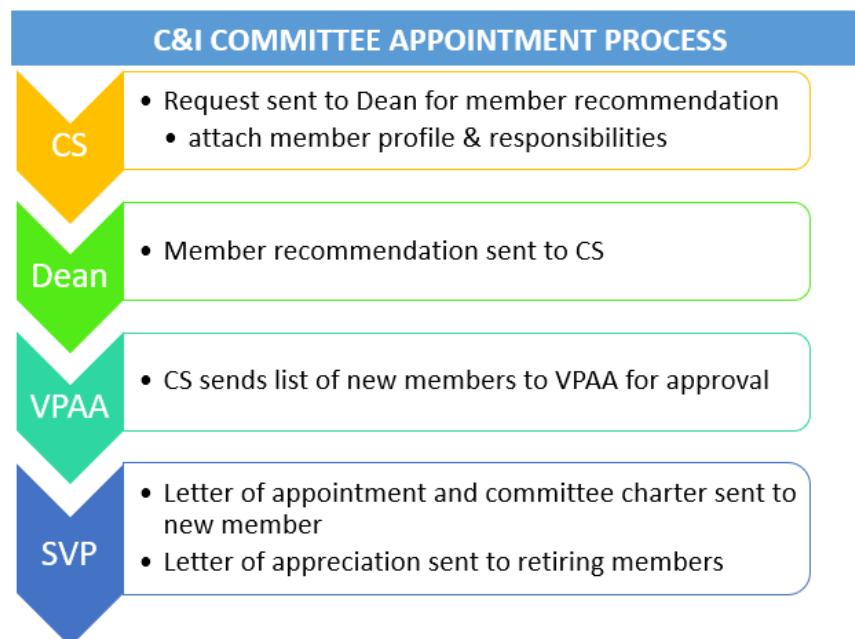 C&I COMMITTEE APPOINTMENT PROCESS
CS
• Request sent to Dean for member recommendation
• attach member profile & responsibilities
Dean
• Member recommendation sent to CS
VPAA
• CS sends list of new members to VPAA for approval
SVP
• Letter of appointment and committee charter sent to
new member
• Letter of appreciation sent to retiring members